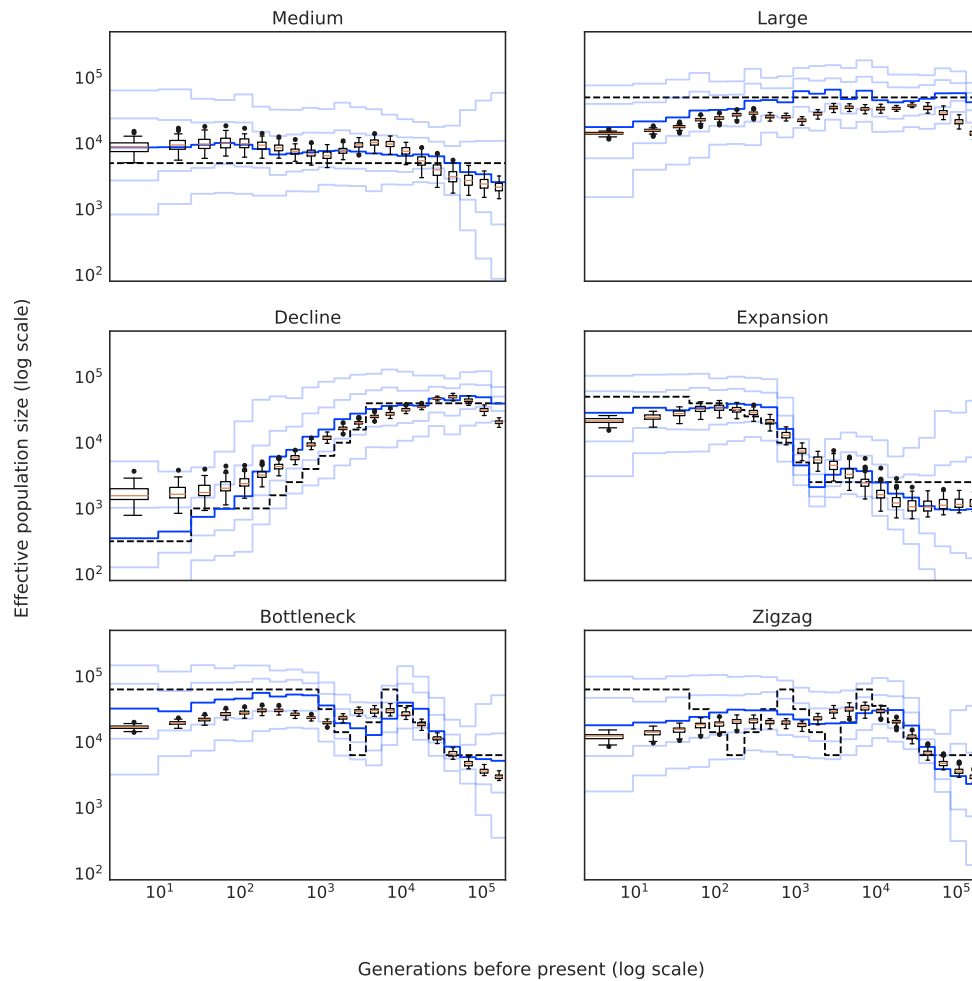 Medium
Large
10^5
10^4
10^3
10^2
Decline
Expansion
10^5
10^4
10^3
10^2
Effective population size (log scale)
Bottleneck
Zigzag
10^5
10^4
10^3
10^2
10^1 10^2 10^3 10^4 10^5
10^1 10^2 10^3 10^4 10^5
Generations before present (log scale)